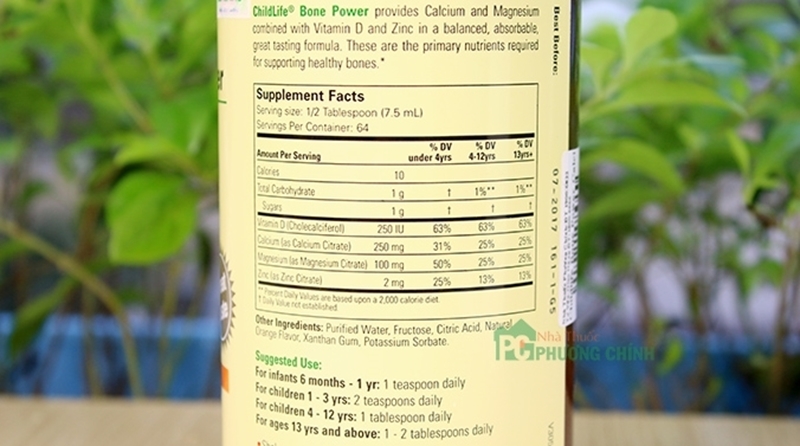 ChildLife® Bone Power provides Calcium and Magnesium
combined with Vitamin D and Zinc in a balanced, absorbable,
great tasting formula. These are the primary nutrients required
for supporting healthy bones.*
Supplement Facts
Serving size: 1/2 Tablespoon (7.5 mL)
Servings Per Container: 64
Amount Per Serving % DV under 4yrs % DV 4-12yrs % DV 13yrs+
Calories 10
Total Carbohydrate 1 g † 1%** 1%**
Sugars 1 g † † †
Vitamin D (Cholecalciferol) 250 IU 63% 63% 63%
Calcium (as Calcium Citrate) 250 mg 31% 25% 25%
Magnesium (as Magnesium Citrate) 100 mg 50% 25% 25%
Zinc (as Zinc Citrate) 2 mg 25% 13% 13%
** Percent Daily Values are based upon a 2,000 calorie diet.
† Daily Value not established.
Other Ingredients: Purified Water, Fructose, Citric Acid, Natural
Orange Flavor, Xanthan Gum, Potassium Sorbate.
Suggested Use:
For infants 6 months - 1 yr: 1 teaspoon daily
For children 1 - 3 yrs: 2 teaspoons daily
For children 4 - 12 yrs: 1 tablespoon daily
For ages 13 yrs and above: 1 - 2 tablespoons daily
Best Before:
07-2017 161-1-65
Nhà Thuốc
PHƯƠNG CHÍNH
PC